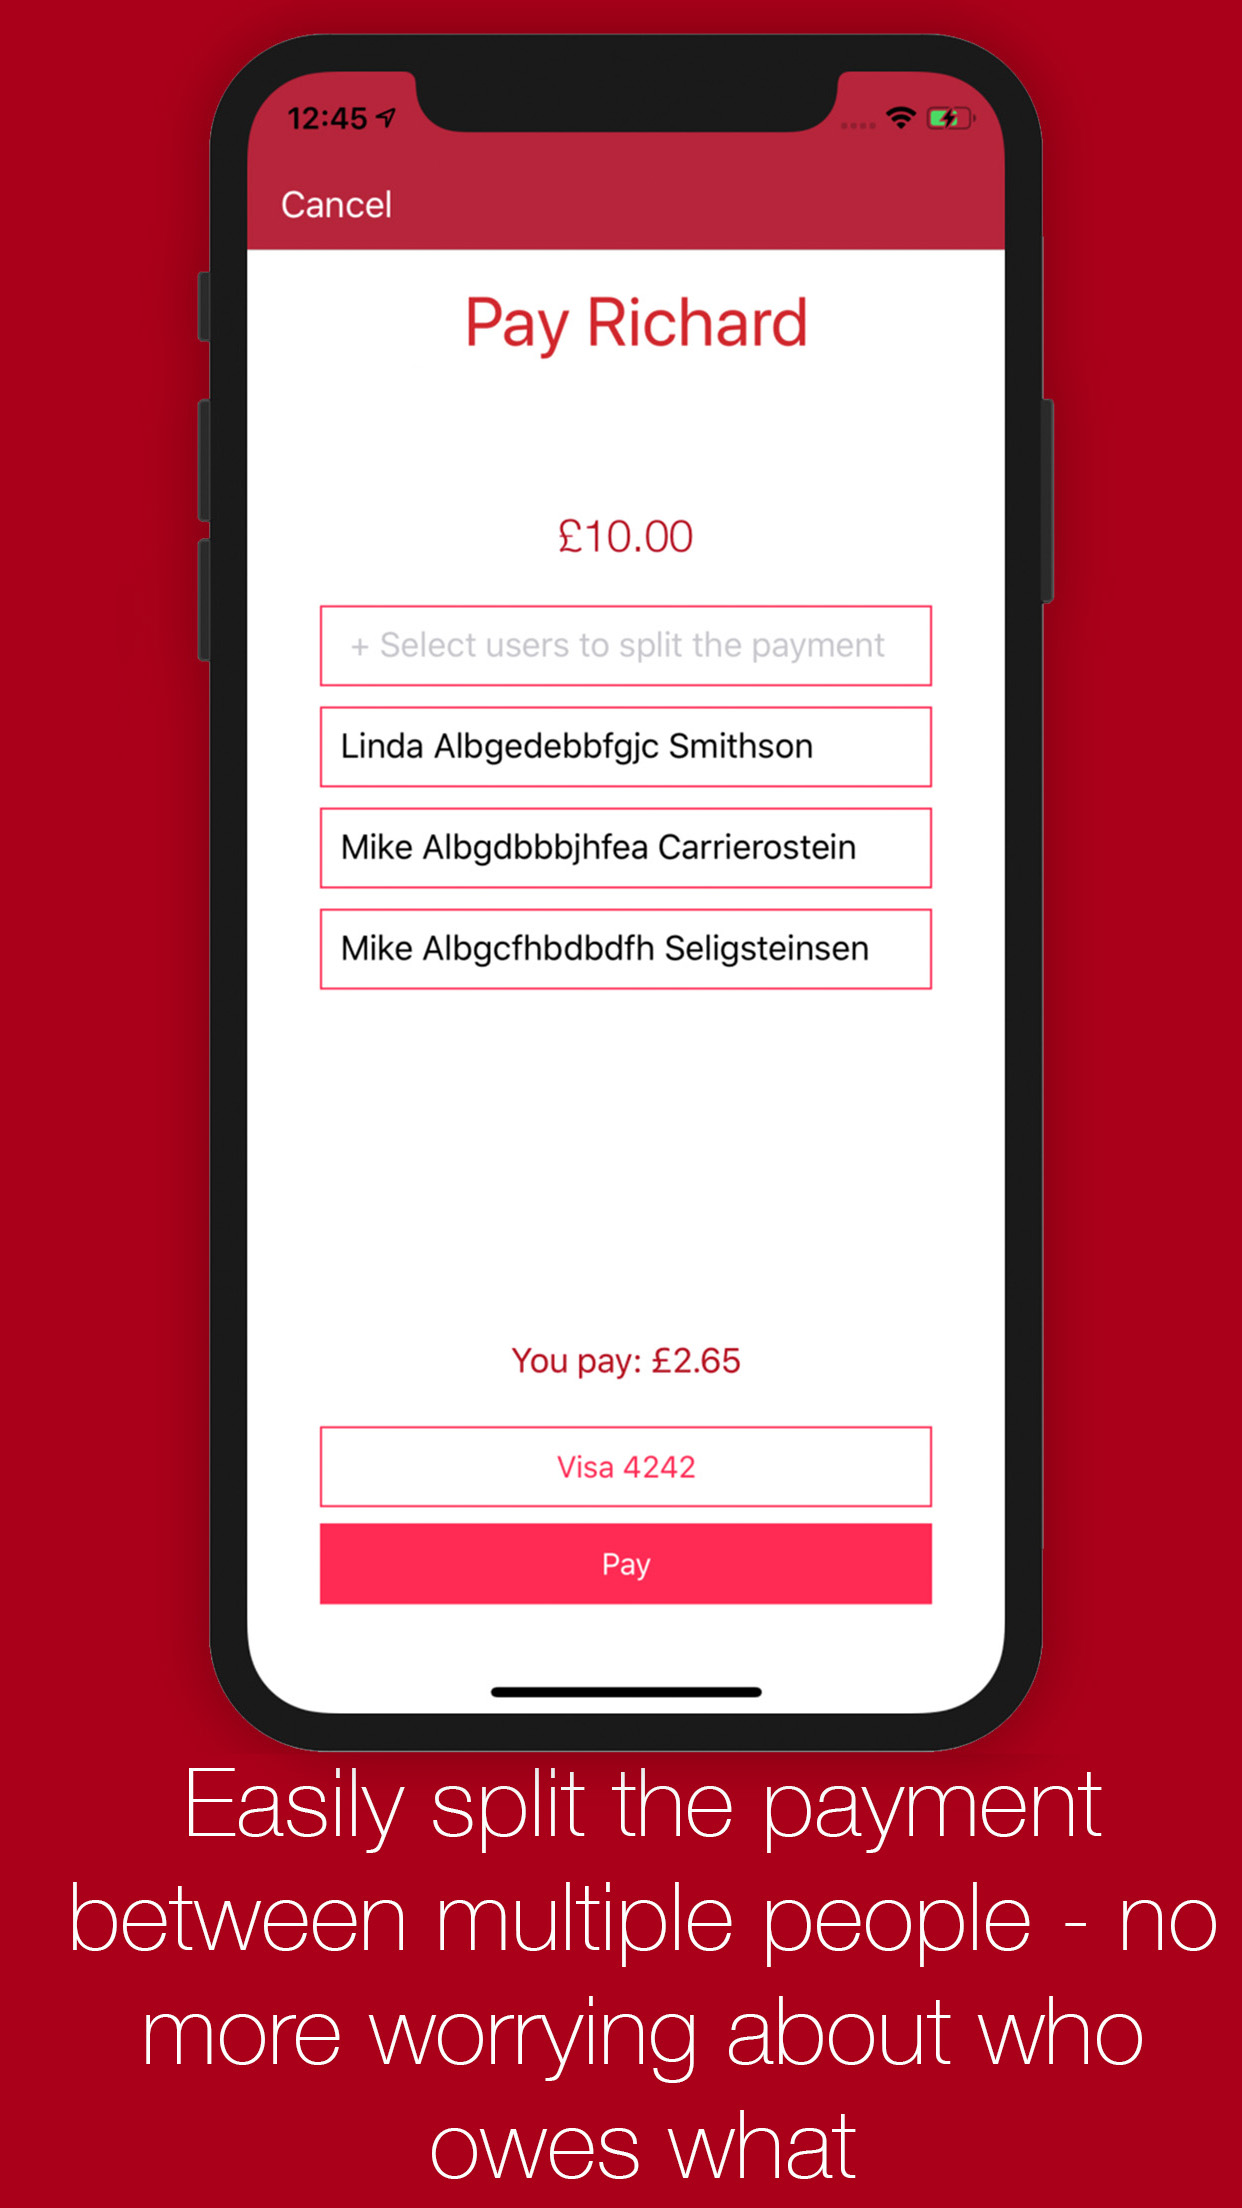 12:45
Cancel
Pay Richard
£10.00
+ Select users to split the payment
Linda Albgedebbfgjc Smithson
Mike Albgdbbbjhfea Carrierostein
Mike Albgcfhbdbdfh Seligsteinsen
You pay: £2.65
Visa 4242
Pay
Easily split the payment
between multiple people - no
more worrying about who
owes what